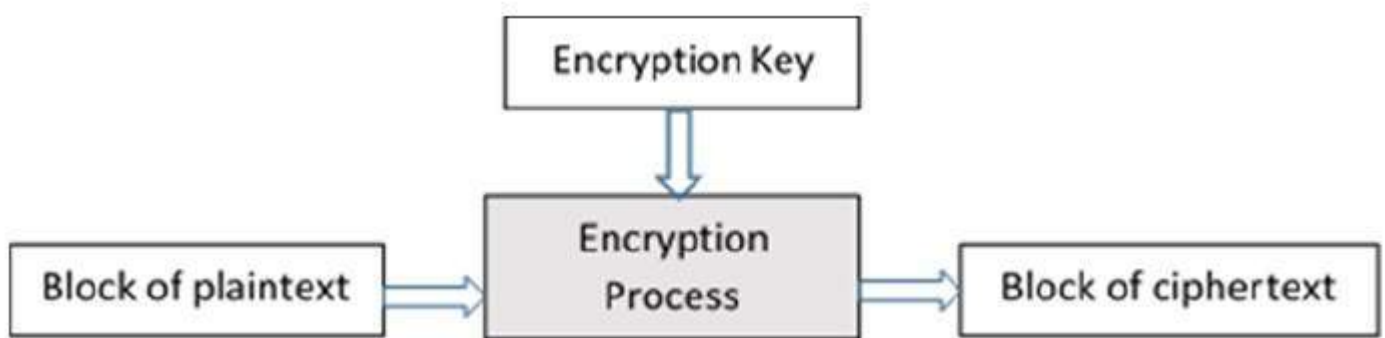 Encryption Key
Encryption
Process
Block of plaintext
Block of ciphertext